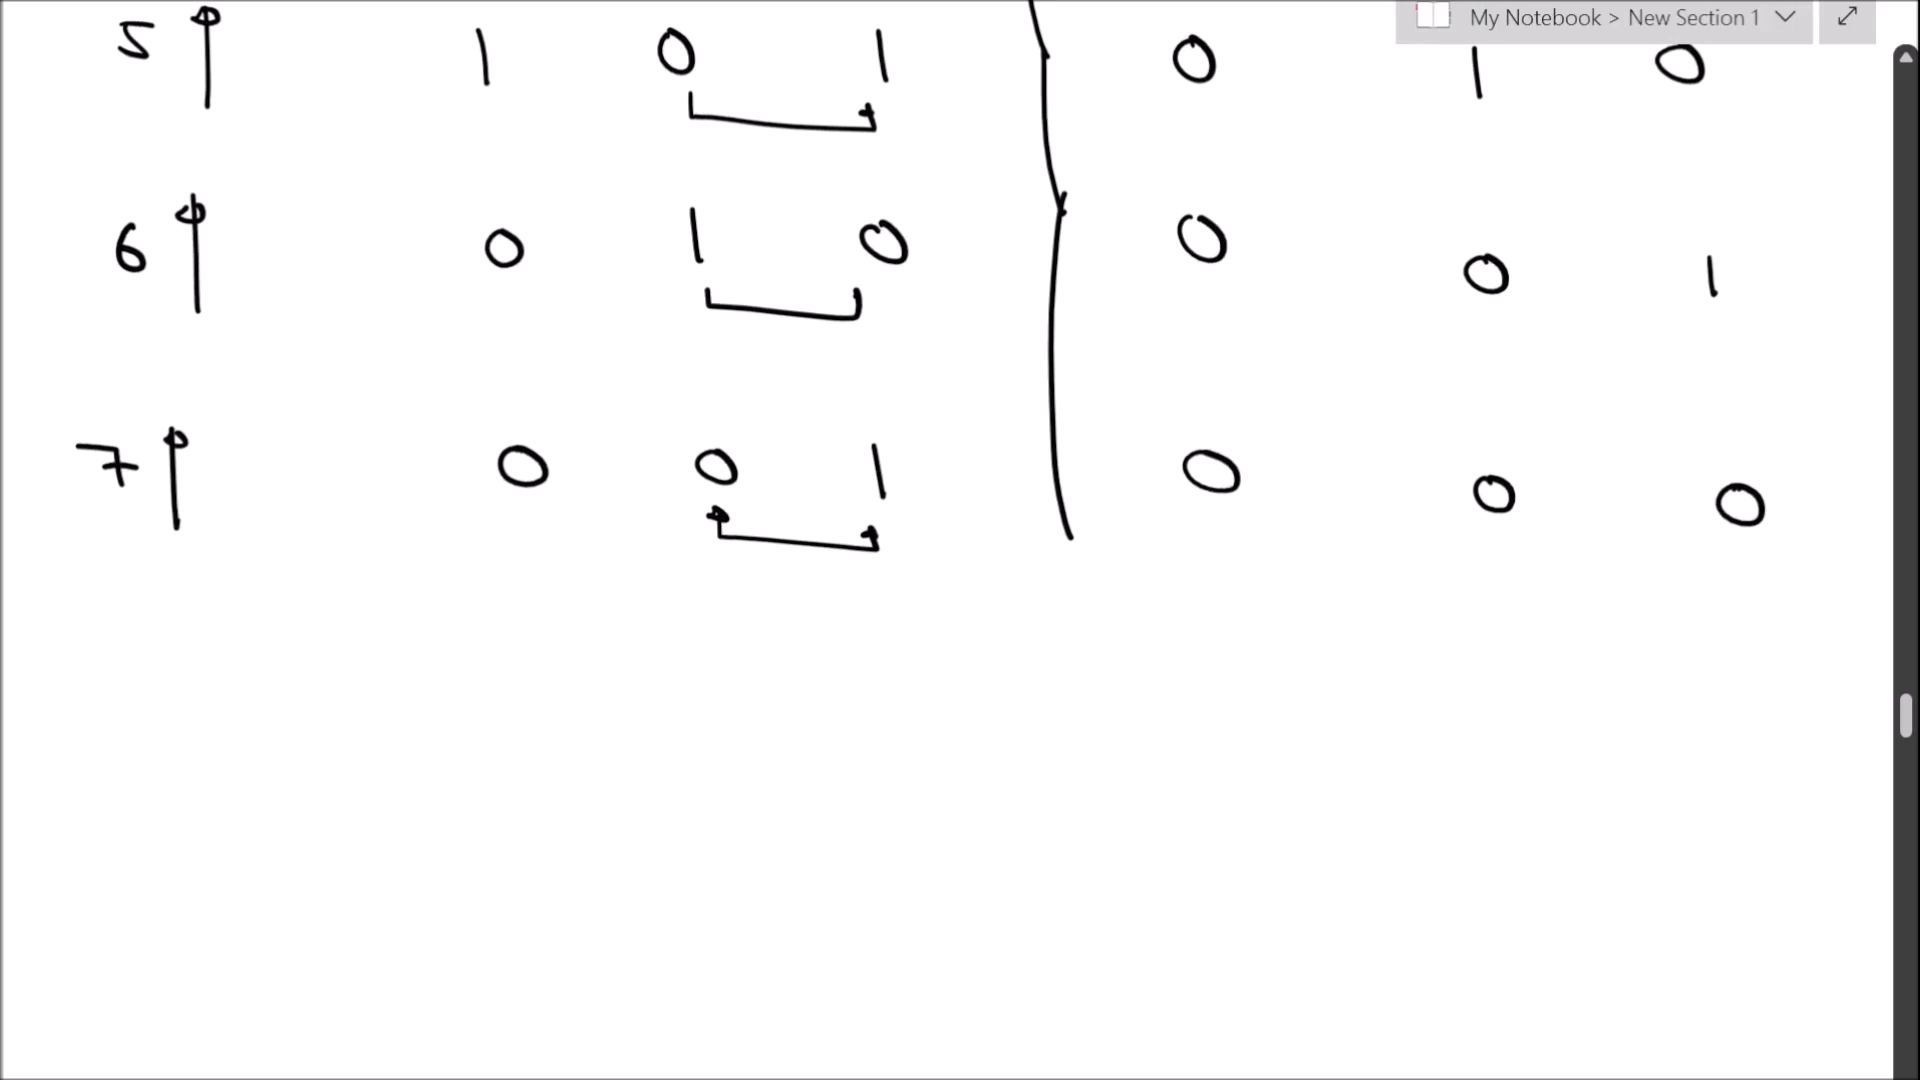 My Notebook > New Section 1
5 ↑ 1 0 1 | 0 1 0
6 ↑ 0 1 0 | 0 0 1
7 ↑ 0 0 1 | 0 0 0